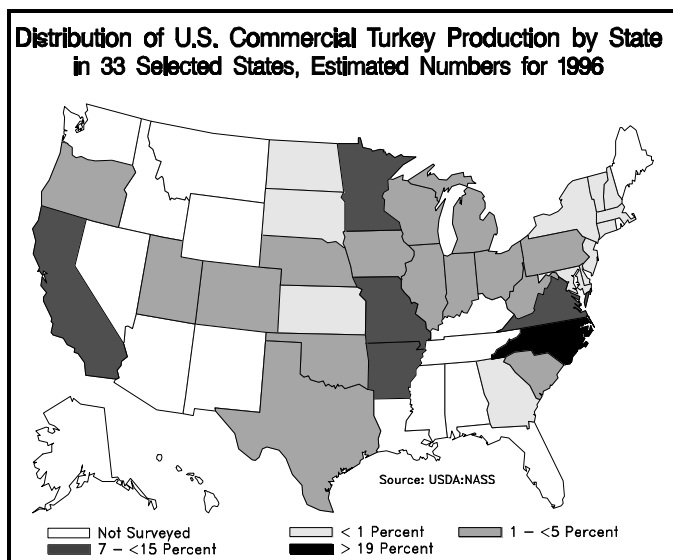 Distribution of U.S. Commercial Turkey Production by State
in 33 Selected States, Estimated Numbers for 1996
Source: USDA:NASS
Not Surveyed
< 1 Percent
1 - <5 Percent
7 - <15 Percent
> 19 Percent